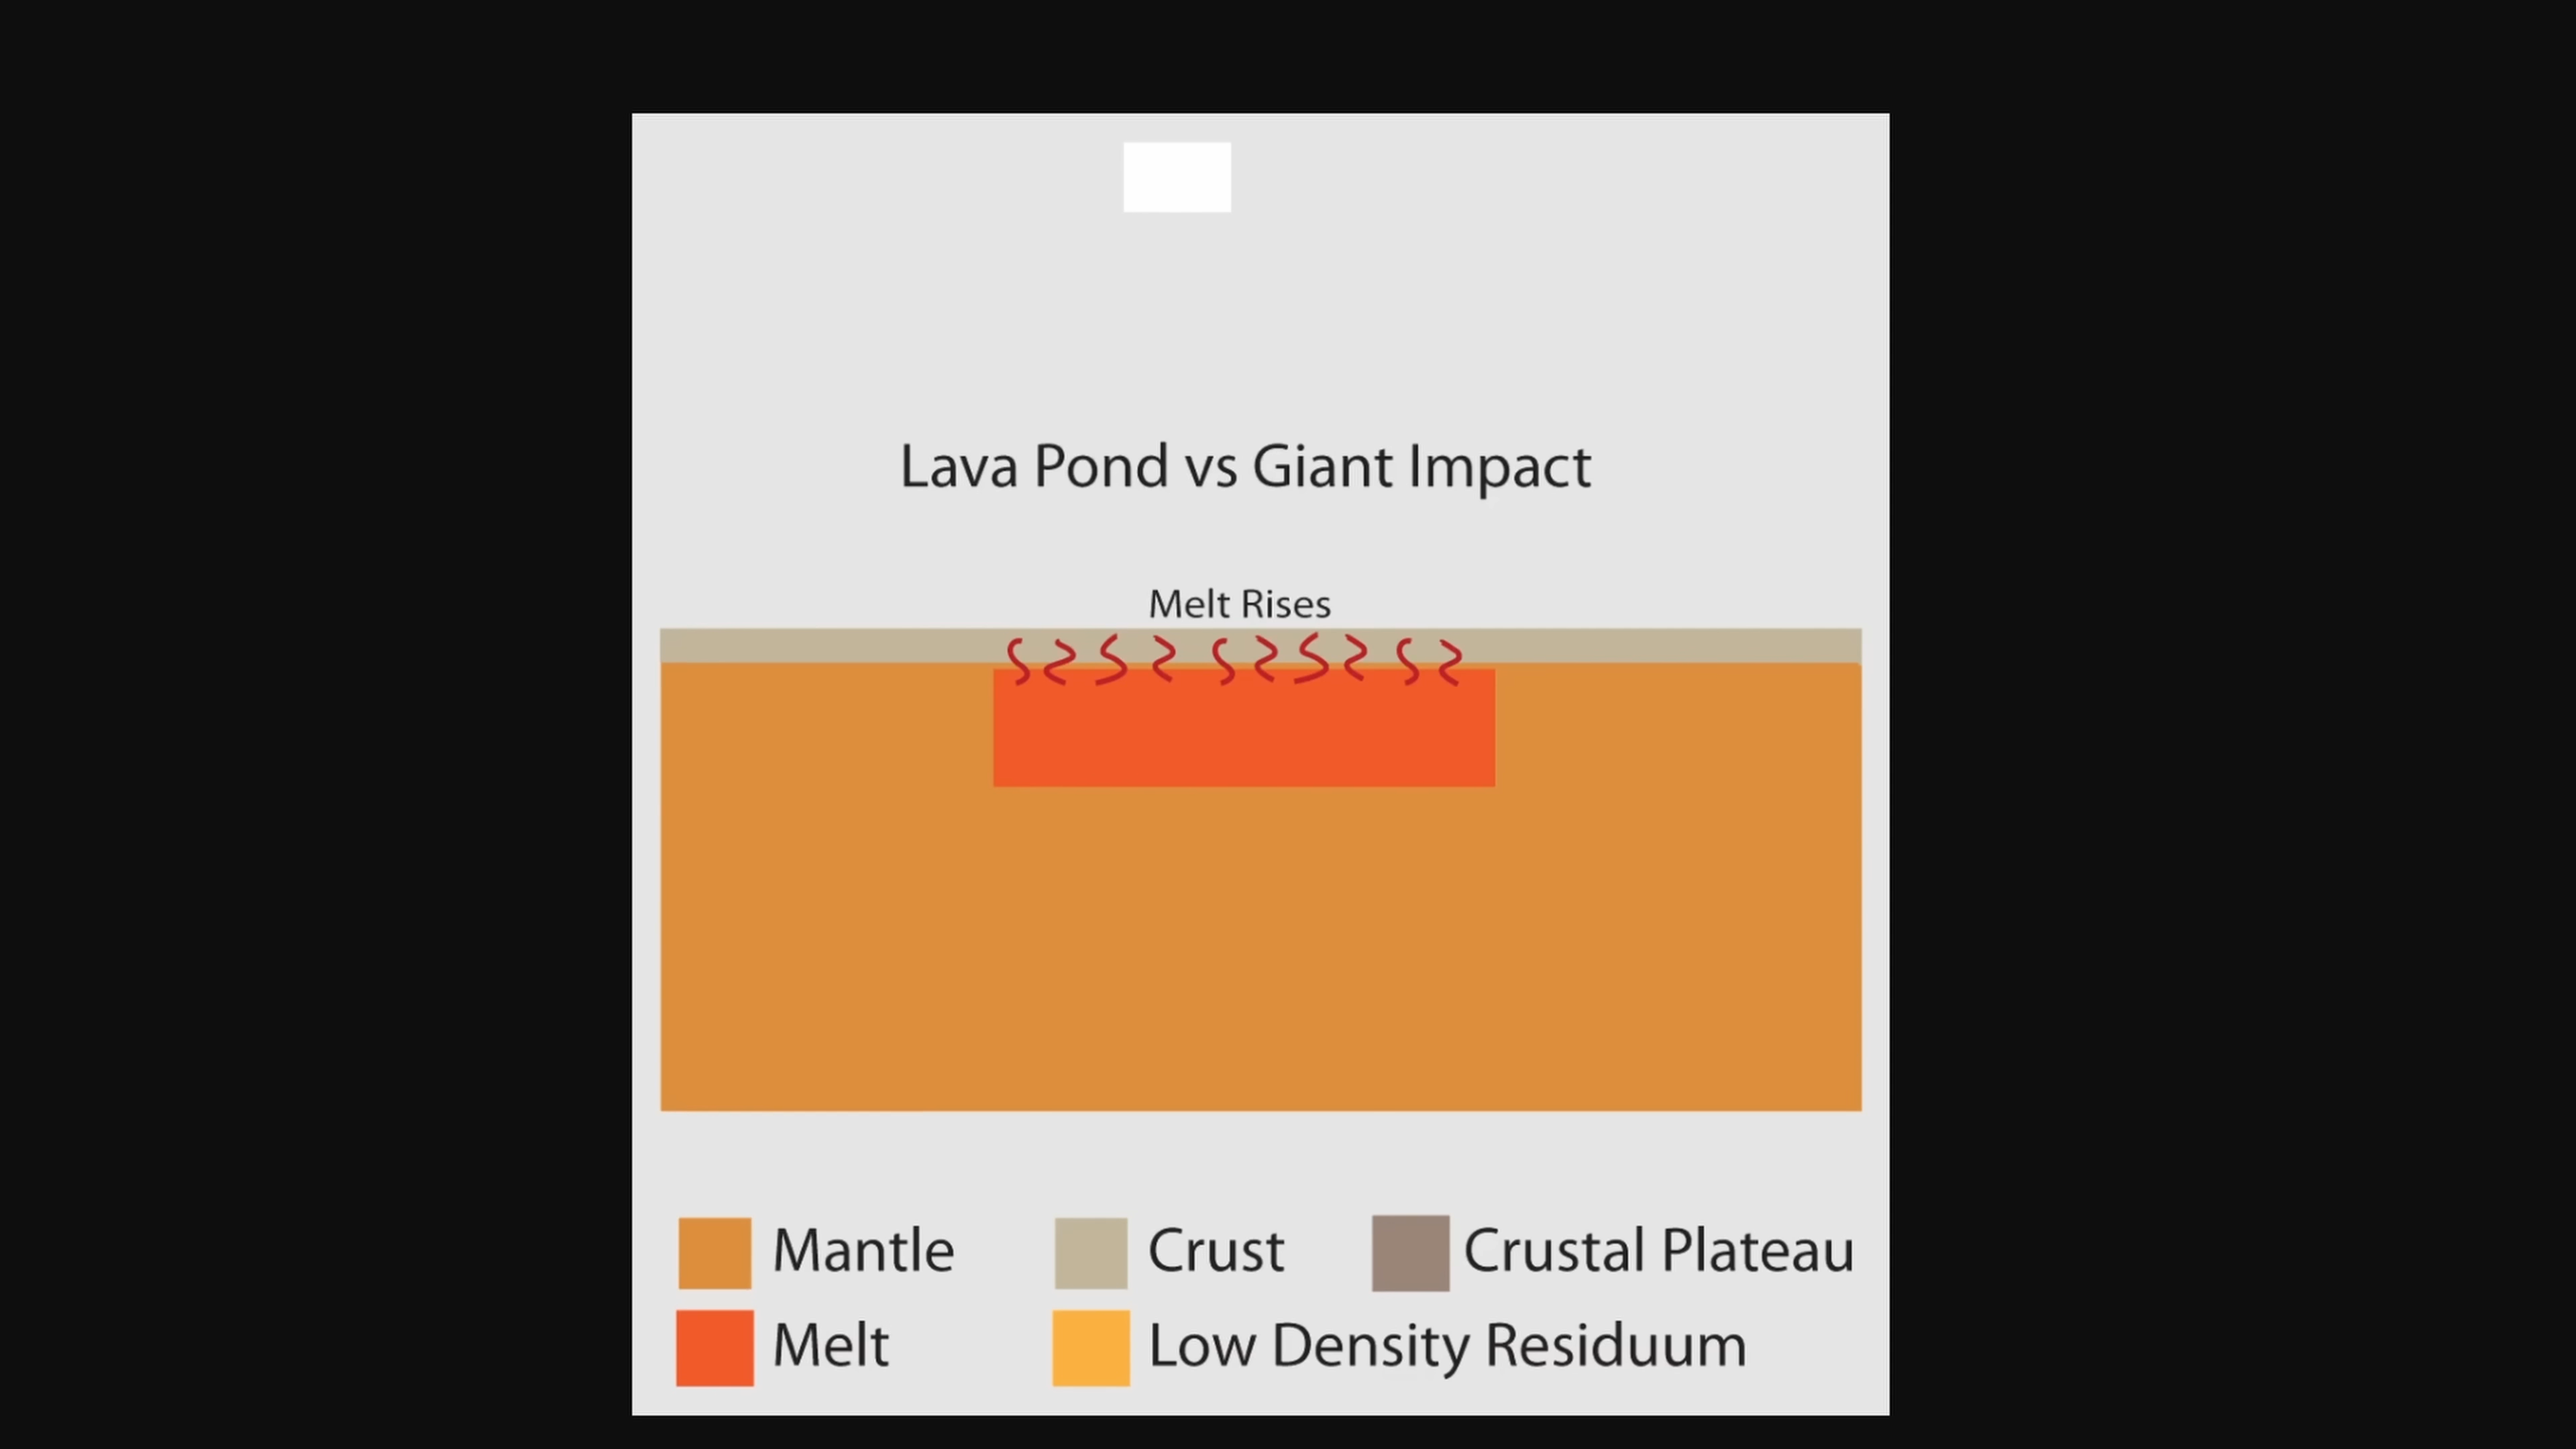 Lava Pond vs Giant Impact
Melt Rises
Mantle
Crust
Crustal Plateau
Melt
Low Density Residuum